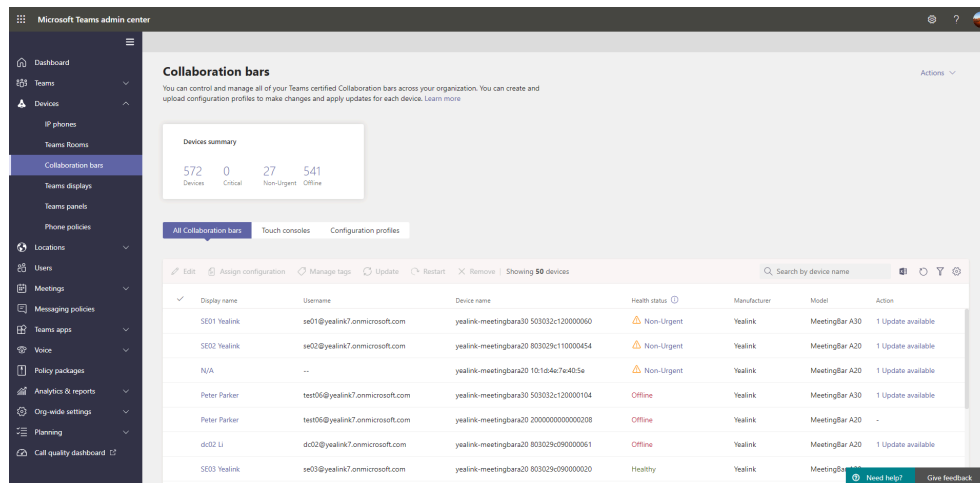 Microsoft Teams admin center
?
Dashboard
Teams
Devices
IP phones
Teams Rooms
Collaboration bars
Teams displays
Teams panels
Phone policies
Locations
Users
Meetings
Messaging policies
Teams apps
Voice
Policy packages
Analytics & reports
Org-wide settings
Planning
Call quality dashboard
Collaboration bars
Actions
You can control and manage all of your Teams certified Collaboration bars across your organization. You can create and
upload configuration profiles to make changes and apply updates for each device. Learn more
Devices summary
572 0 27 541
Devices Critical Non-Urgent Offline
All Collaboration bars Touch consoles Configuration profiles
Edit Assign configuration Manage tags Update Restart Remove | Showing 50 devices Search by device name
Display name Username Device name Health status Manufacturer Model Action
SE01 Yealink se01@yealink7.onmicrosoft.com yealink-meetingbara30 503032c120000060 Non-Urgent Yealink MeetingBar A30 1 Update available
SE02 Yealink se02@yealink7.onmicrosoft.com yealink-meetingbara20 803029c110000454 Non-Urgent Yealink MeetingBar A20 1 Update available
N/A -- yealink-meetingbara20 10:1d:4e:7e:40:5e Non-Urgent Yealink MeetingBar A20 1 Update available
Peter Parker test06@yealink7.onmicrosoft.com yealink-meetingbara30 503032c120000104 Offline Yealink MeetingBar A30 1 Update available
Peter Parker test06@yealink7.onmicrosoft.com yealink-meetingbara20 2000000000000208 Offline Yealink MeetingBar A20 -
dc02 Li dc02@yealink7.onmicrosoft.com yealink-meetingbara20 803029c090000061 Offline Yealink MeetingBar A20 1 Update available
SE03 Yealink se03@yealink7.onmicrosoft.com yealink-meetingbara20 803029c090000020 Healthy Yealink
Need help? Give feedback